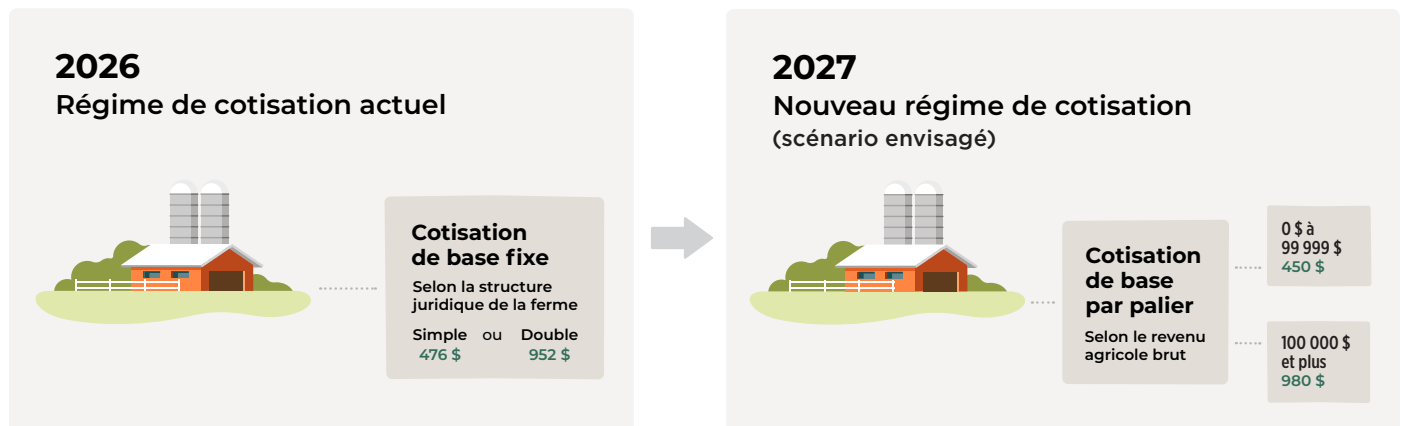 2026
Régime de cotisation actuel
Cotisation
de base fixe
Selon la structure
juridique de la ferme
Simple ou Double
476 $ 952 $
2027
Nouveau régime de cotisation
(scénario envisagé)
Cotisation
de base
par palier
Selon le revenu
agricole brut
0 $ à
99 999 $
450 $
100 000 $
et plus
980 $